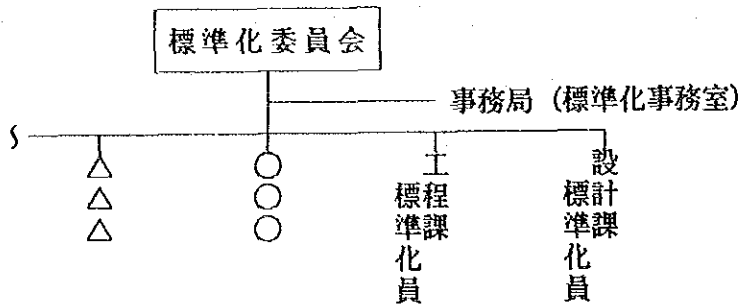 標準化委員会
事務局（標準化事務室）
設計課
標準化員
工程課
標準化員
○○○
△△△